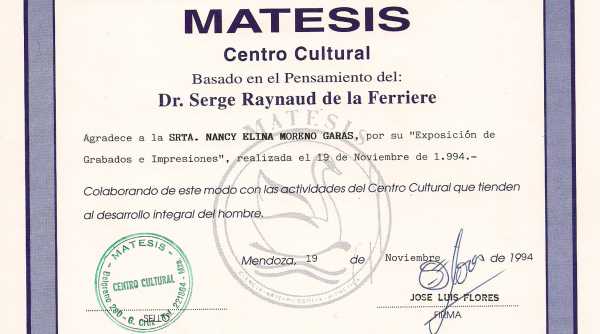 MATESIS
Centro Cultural
Basado en el Pensamiento del:
Dr. Serge Raynaud de la Ferriere
MATESIS
Agradece a la SRTA. NANCY ELINA MORENO GARAS, por su "Exposición de
Grabados e Impresiones", realizada el 19 de Noviembre de 1.994.-
Colaborando de este modo con las actividades del Centro Cultural que tienden
al desarrollo integral del hombre.
Mendoza, 19 de Noviembre de 1994
- MATESIS -
CENTRO CULTURAL
SELLO
JOSE LUIS FLORES
FIRMA